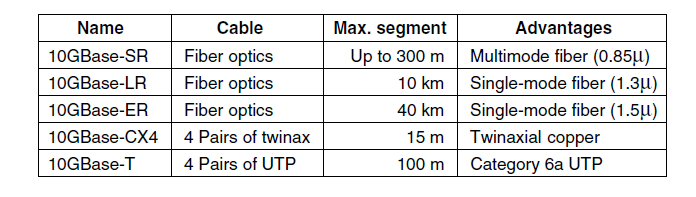 Name Cable Max. segment Advantages
10GBase-SR Fiber optics Up to 300 m Multimode fiber (0.85μ)
10GBase-LR Fiber optics 10 km Single-mode fiber (1.3μ)
10GBase-ER Fiber optics 40 km Single-mode fiber (1.5μ)
10GBase-CX4 4 Pairs of twinax 15 m Twinaxial copper
10GBase-T 4 Pairs of UTP 100 m Category 6a UTP